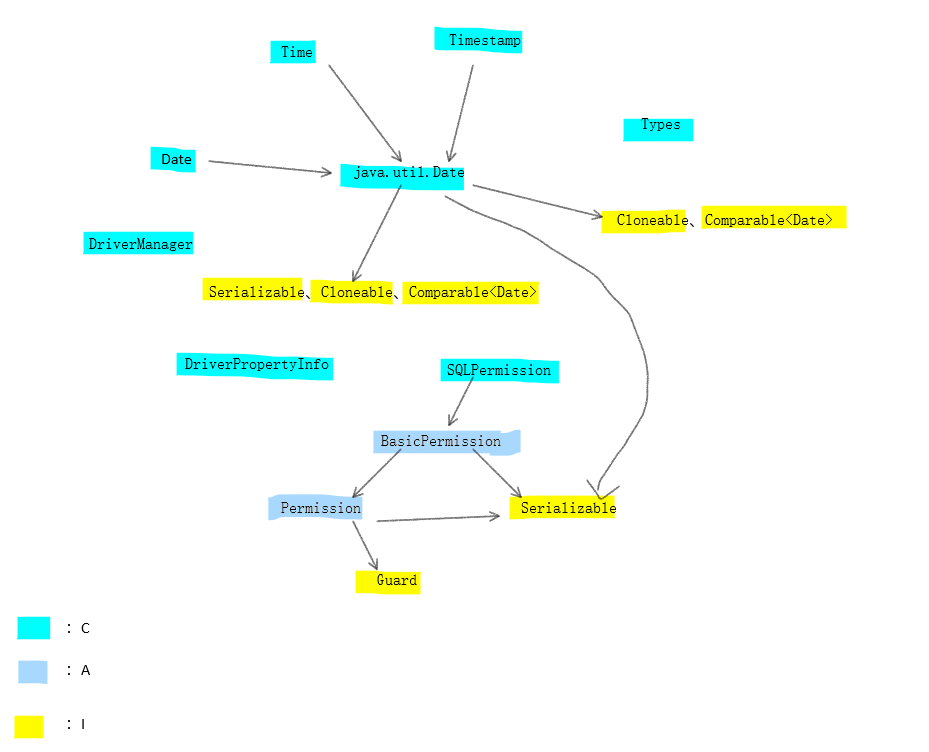 Time
Timestamp
Types
Date
java.util.Date
Cloneable、Comparable<Date>
DriverManager
Serializable、Cloneable、Comparable<Date>
DriverPropertyInfo
SQLPermission
BasicPermission
Permission
Serializable
Guard
：C
：A
：I